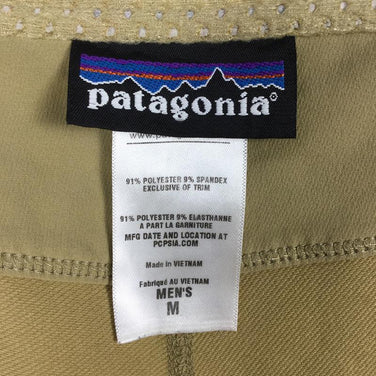 patagonia®
91% POLYESTER 9% SPANDEX
EXCLUSIVE OF TRIM
91% POLYESTER 9% ELASTHANNE
A PART LA GARNITURE
MFG DATE AND LOCATION AT
PCPSIA.COM
Made in VIETNAM
Fabriqué au VIETNAM
MEN'S
M